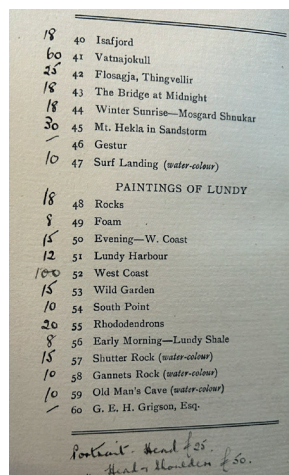 18 40 Isafjord
60 41 Vatnajokull
25 42 Flosagja, Thingvellir
18 43 The Bridge at Midnight
18 44 Winter Sunrise—Mosgard Shnukar
30 45 Mt. Hekla in Sandstorm
— 46 Gestur
10 47 Surf Landing (water-colour)
PAINTINGS OF LUNDY
18 48 Rocks
8 49 Foam
15 50 Evening—W. Coast
12 51 Lundy Harbour
100 52 West Coast
15 53 Wild Garden
10 54 South Point
20 55 Rhododendrons
8 56 Early Morning—Lundy Shale
15 57 Shutter Rock (water-colour)
10 58 Gannets Rock (water-colour)
10 59 Old Man's Cave (water-colour)
— 60 G. E. H. Grigson, Esq.
Portrait. Head £25.
Head & Shoulders £50.